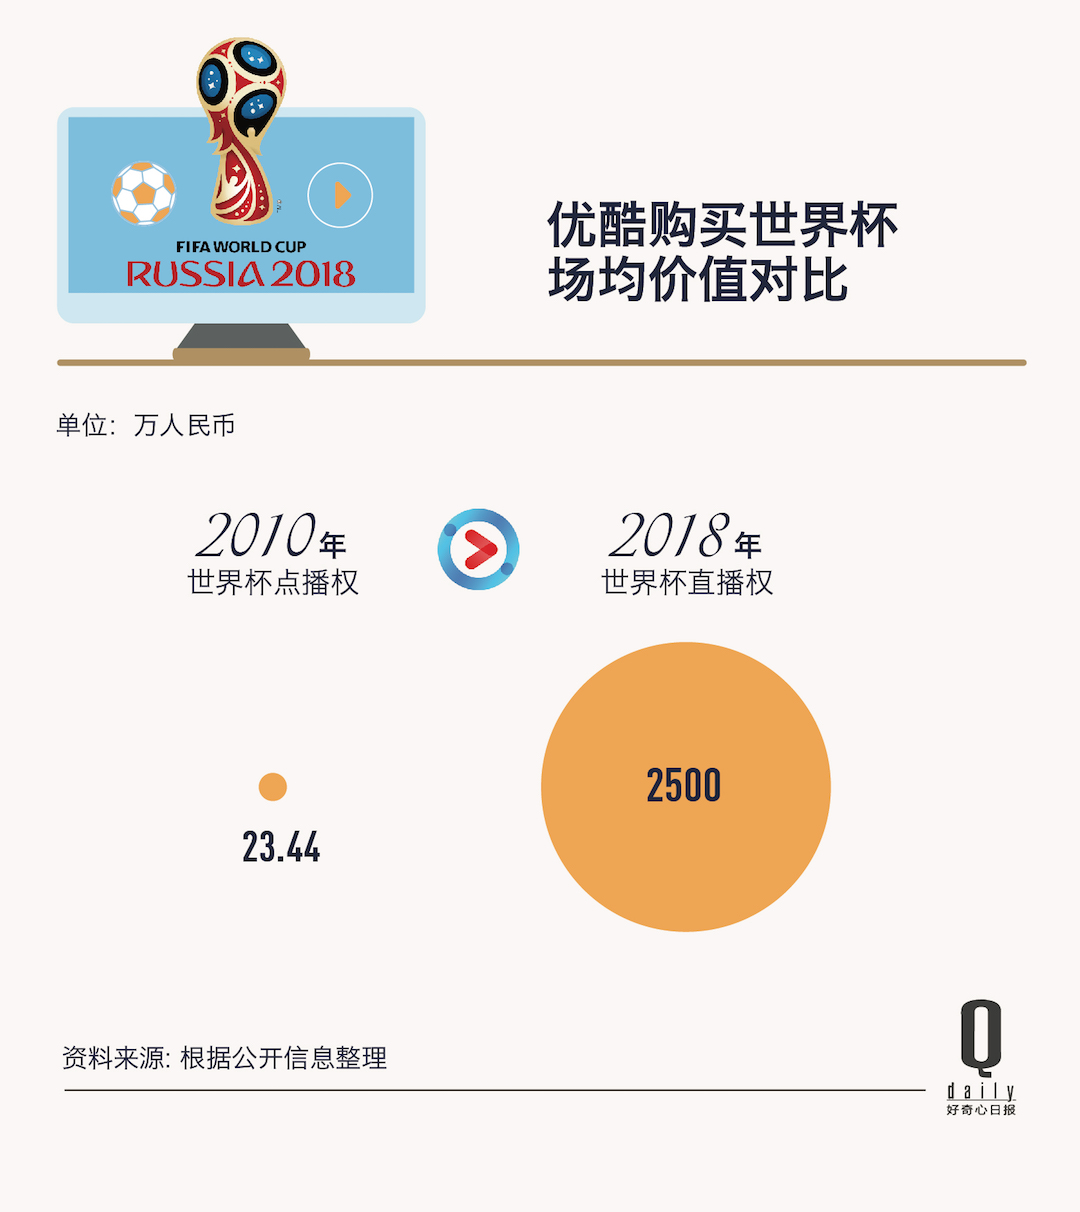 FIFA WORLD CUP
RUSSIA 2018
优酷购买世界杯
场均价值对比
单位：万人民币
2010年
世界杯点播权
2018年
世界杯直播权
23.44
2500
资料来源: 根据公开信息整理
Q
daily
好奇心日报